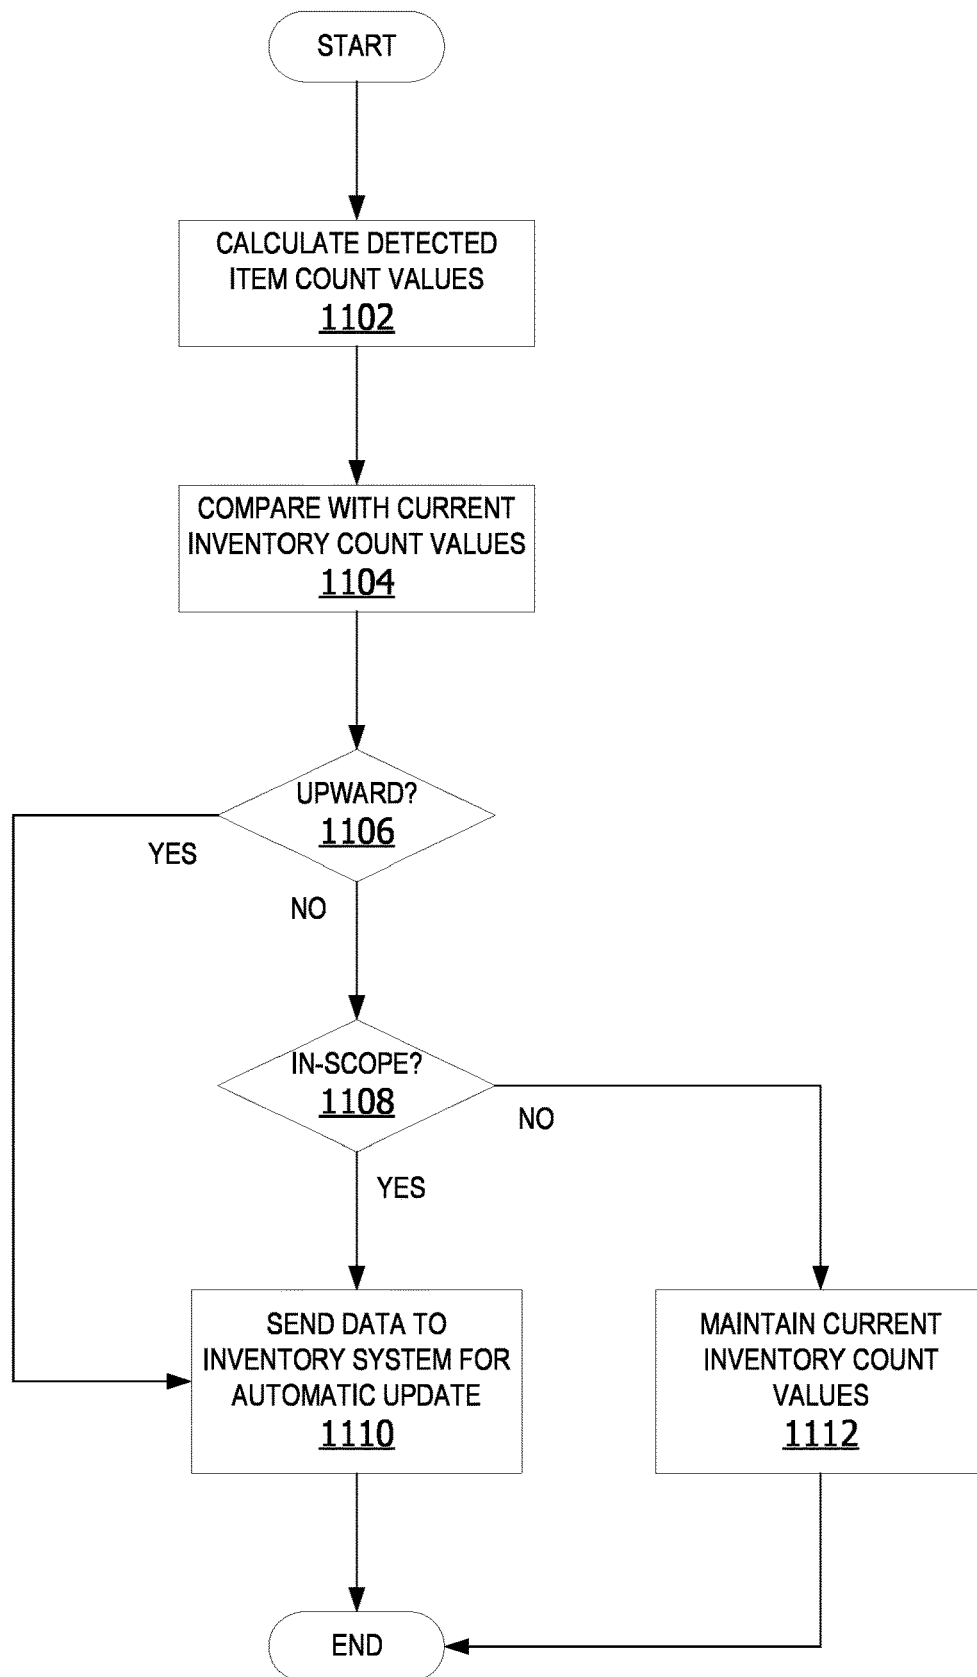 START
CALCULATE DETECTED
ITEM COUNT VALUES
1102
COMPARE WITH CURRENT
INVENTORY COUNT VALUES
1104
UPWARD?
1106
YES
NO
IN-SCOPE?
1108
NO
YES
SEND DATA TO
INVENTORY SYSTEM FOR
AUTOMATIC UPDATE
1110
MAINTAIN CURRENT
INVENTORY COUNT
VALUES
1112
END